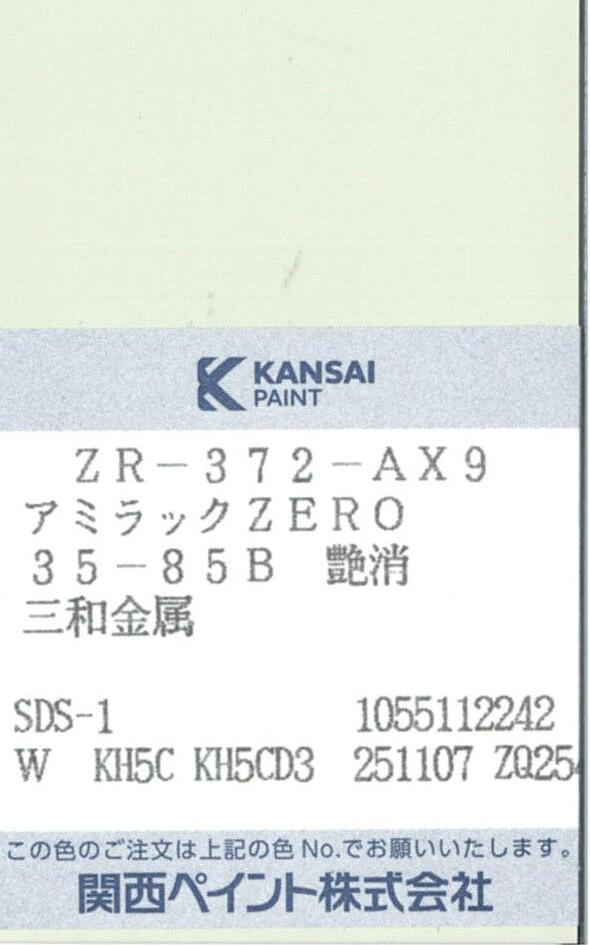 KANSAI
PAINT
ZR-372-AX9
アミラックZERO
35-85B 艶消
三和金属
SDS-1 1055112242
W KH5C KH5CD3 251107 ZQ25
この色のご注文は上記の色No.でお願いいたします。
関西ペイント株式会社